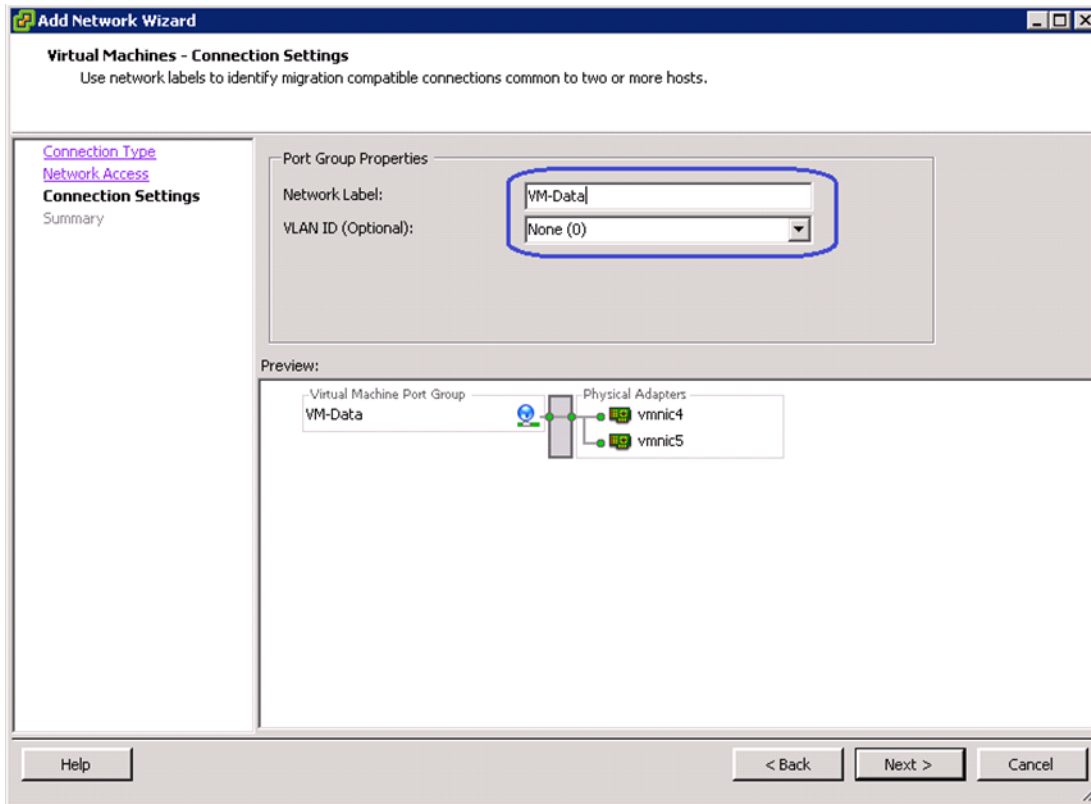 Add Network Wizard
Virtual Machines - Connection Settings
Use network labels to identify migration compatible connections common to two or more hosts.
Connection Type
Network Access
Connection Settings
Summary
Port Group Properties
Network Label:
VM-Data
VLAN ID (Optional):
None (0)
Preview:
Virtual Machine Port Group
VM-Data
Physical Adapters
vmnic4
vmnic5
Help
< Back
Next >
Cancel